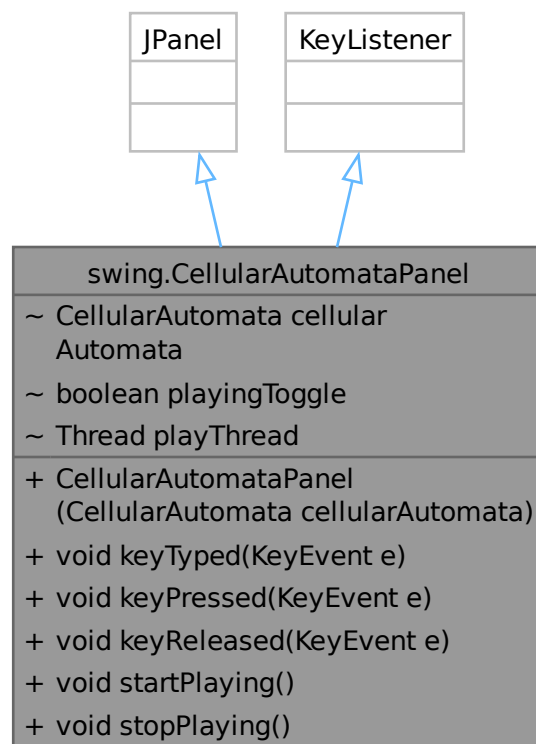 JPanel
KeyListener
swing.CellularAutomataPanel
~ CellularAutomata cellular
Automata
~ boolean playingToggle
~ Thread playThread
+ CellularAutomataPanel
(CellularAutomata cellularAutomata)
+ void keyTyped(KeyEvent e)
+ void keyPressed(KeyEvent e)
+ void keyReleased(KeyEvent e)
+ void startPlaying()
+ void stopPlaying()